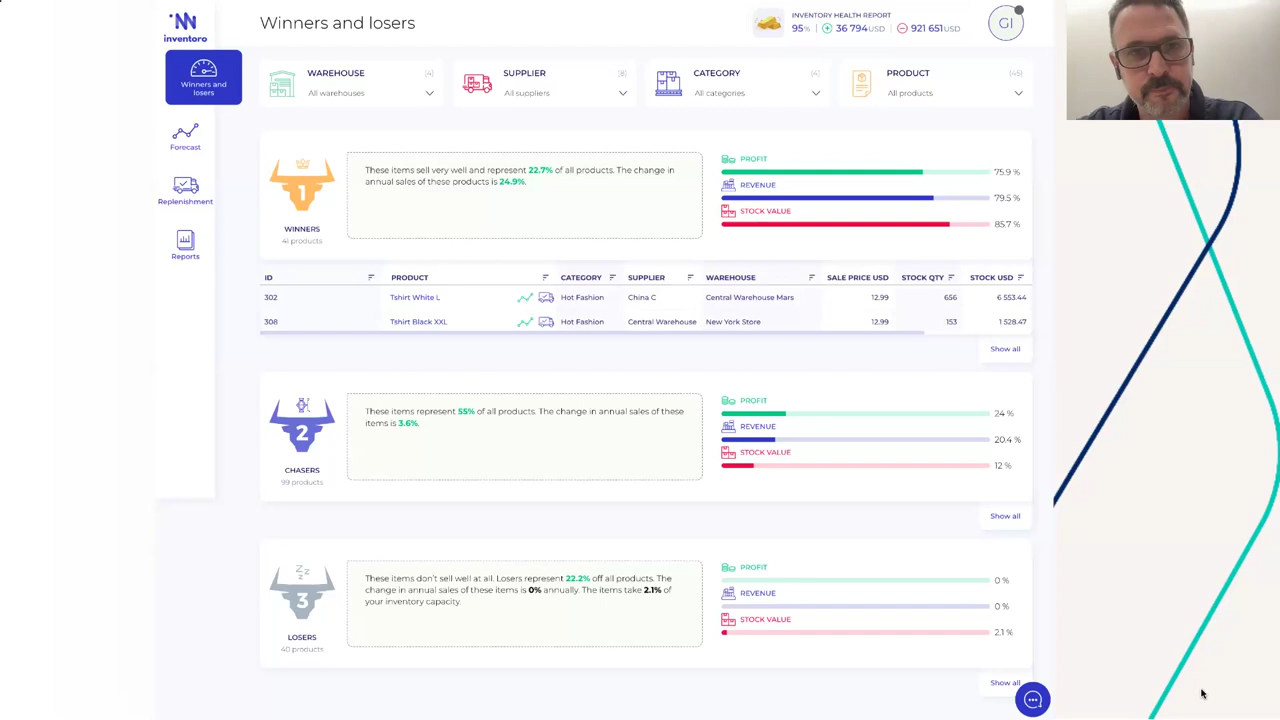 inventoro
Winners and losers
INVENTORY HEALTH REPORT
95% 36 794USD 921 651USD
GI
Winners and
losers
Forecast
Replenishment
Reports
WAREHOUSE [4]
All warehouses
SUPPLIER [8]
All suppliers
CATEGORY [4]
All categories
PRODUCT [45]
All products
1
WINNERS
41 products
These items sell very well and represent 22.7% of all products. The change in
annual sales of these products is 24.9%.
PROFIT
75.9 %
REVENUE
79.5 %
STOCK VALUE
85.7 %
ID PRODUCT CATEGORY SUPPLIER WAREHOUSE SALE PRICE USD STOCK QTY STOCK USD
302 Tshirt White L Hot Fashion China C Central Warehouse Mars 12.99 656 6 553.44
308 Tshirt Black XXL Hot Fashion Central Warehouse New York Store 12.99 153 1 528.47
Show all
2
CHASERS
99 products
These items represent 55% of all products. The change in annual sales of these
items is 3.6%.
PROFIT
24 %
REVENUE
20.4 %
STOCK VALUE
12 %
Show all
ZZZ
3
LOSERS
40 products
These items don't sell well at all. Losers represent 22.2% off all products. The
change in annual sales of these items is 0% annually. The items take 2.1% of
your inventory capacity.
PROFIT
0 %
REVENUE
0 %
STOCK VALUE
2.1 %
Show all